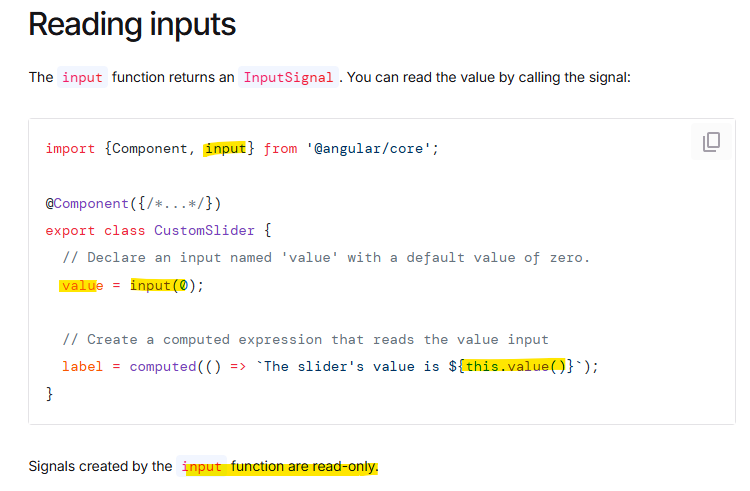 Reading inputs
The input function returns an InputSignal. You can read the value by calling the signal:
import {Component, input} from '@angular/core';
@Component({/*...*/})
export class CustomSlider {
// Declare an input named 'value' with a default value of zero.
value = input(0);
// Create a computed expression that reads the value input
label = computed(() => `The slider's value is ${this.value()}`);
}
Signals created by the input function are read-only.